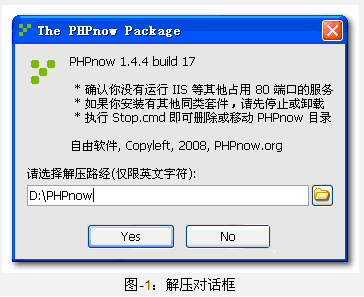 The PHPnow Package
PHPnow 1.4.4 build 17
* 确认你没有运行 IIS 等其他占用 80 端口的服务
* 如果你安装有其他同类套件，请先停止或卸载
* 执行 Stop.cmd 即可删除或移动 PHPnow 目录
自由软件, Copyleft, 2008, PHPnow.org
请选择解压路经(仅限英文字符):
D:\PHPnow
Yes No
图-1：解压对话框